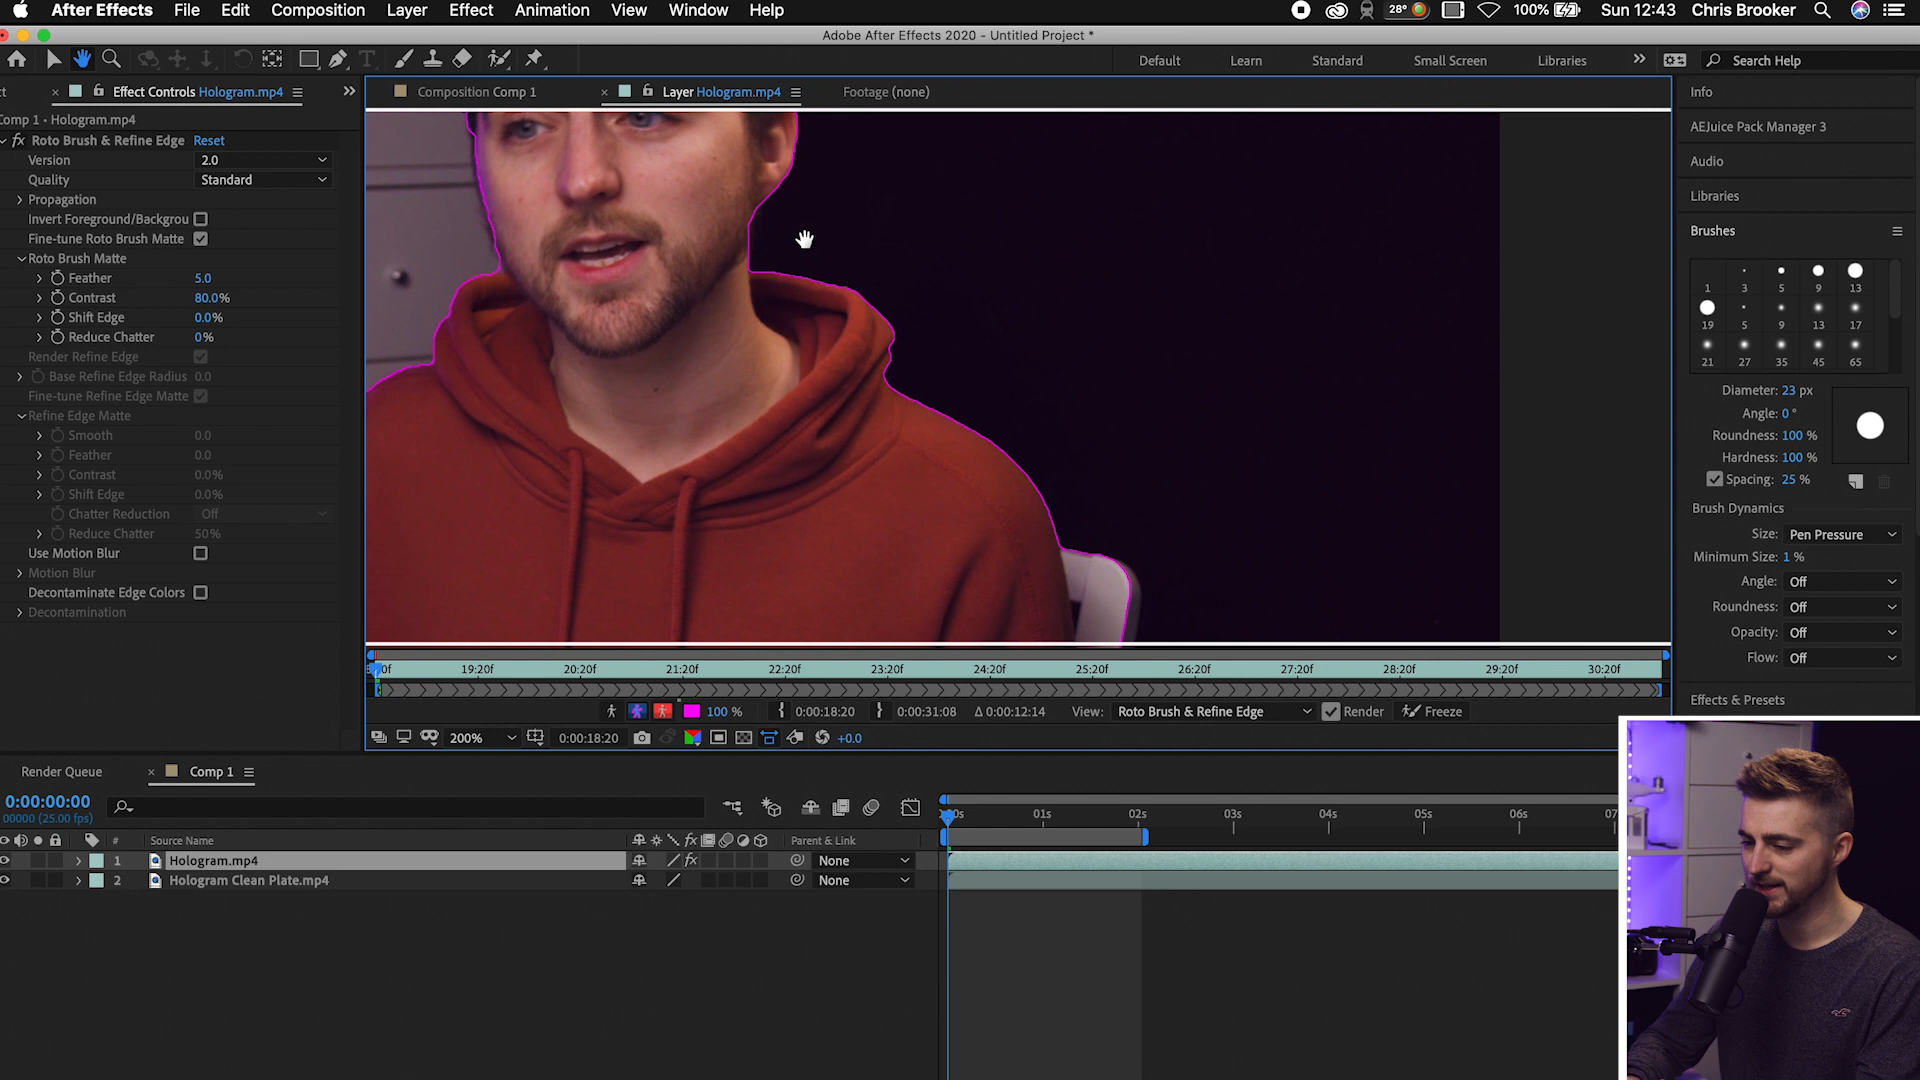 After Effects File Edit Composition Layer Effect Animation View Window Help 28° 100% Sun 12:43 Chris Brooker
Adobe After Effects 2020 - Untitled Project *
Default Learn Standard Small Screen Libraries Search Help
Effect Controls Hologram.mp4
Composition Comp 1 Layer Hologram.mp4 Footage (none)
Comp 1 • Hologram.mp4
fx Roto Brush & Refine Edge Reset
Version 2.0
Quality Standard
Propagation
Invert Foreground/Backgrou
Fine-tune Roto Brush Matte
Roto Brush Matte
Feather 5.0
Contrast 80.0%
Shift Edge 0.0%
Reduce Chatter 0%
Render Refine Edge
Base Refine Edge Radius 0.0
Fine-tune Refine Edge Matte
Refine Edge Matte
Smooth 0.0
Feather 0.0
Contrast 0.0%
Shift Edge 0.0%
Chatter Reduction Off
Reduce Chatter 50%
Use Motion Blur
Motion Blur
Decontaminate Edge Colors
Decontamination
Info
AEJuice Pack Manager 3
Audio
Libraries
Brushes
1 3 5 9 13
19 5 9 13 17
21 27 35 45 65
Diameter: 23 px
Angle: 0°
Roundness: 100 %
Hardness: 100 %
Spacing: 25 %
Brush Dynamics
Size: Pen Pressure
Minimum Size: 1 %
Angle: Off
Roundness: Off
Opacity: Off
Flow: Off
Effects & Presets
0f 19:20f 20:20f 21:20f 22:20f 23:20f 24:20f 25:20f 26:20f 27:20f 28:20f 29:20f 30:20f
100 % 0:00:18:20 0:00:31:08 Δ 0:00:12:14 View: Roto Brush & Refine Edge Render Freeze
200% 0:00:18:20 +0.0
Render Queue Comp 1
0:00:00:00
00000 (25.00 fps)
0s 01s 02s 03s 04s 05s 06s 07
# Source Name fx Parent & Link
1 Hologram.mp4 fx None
2 Hologram Clean Plate.mp4 None